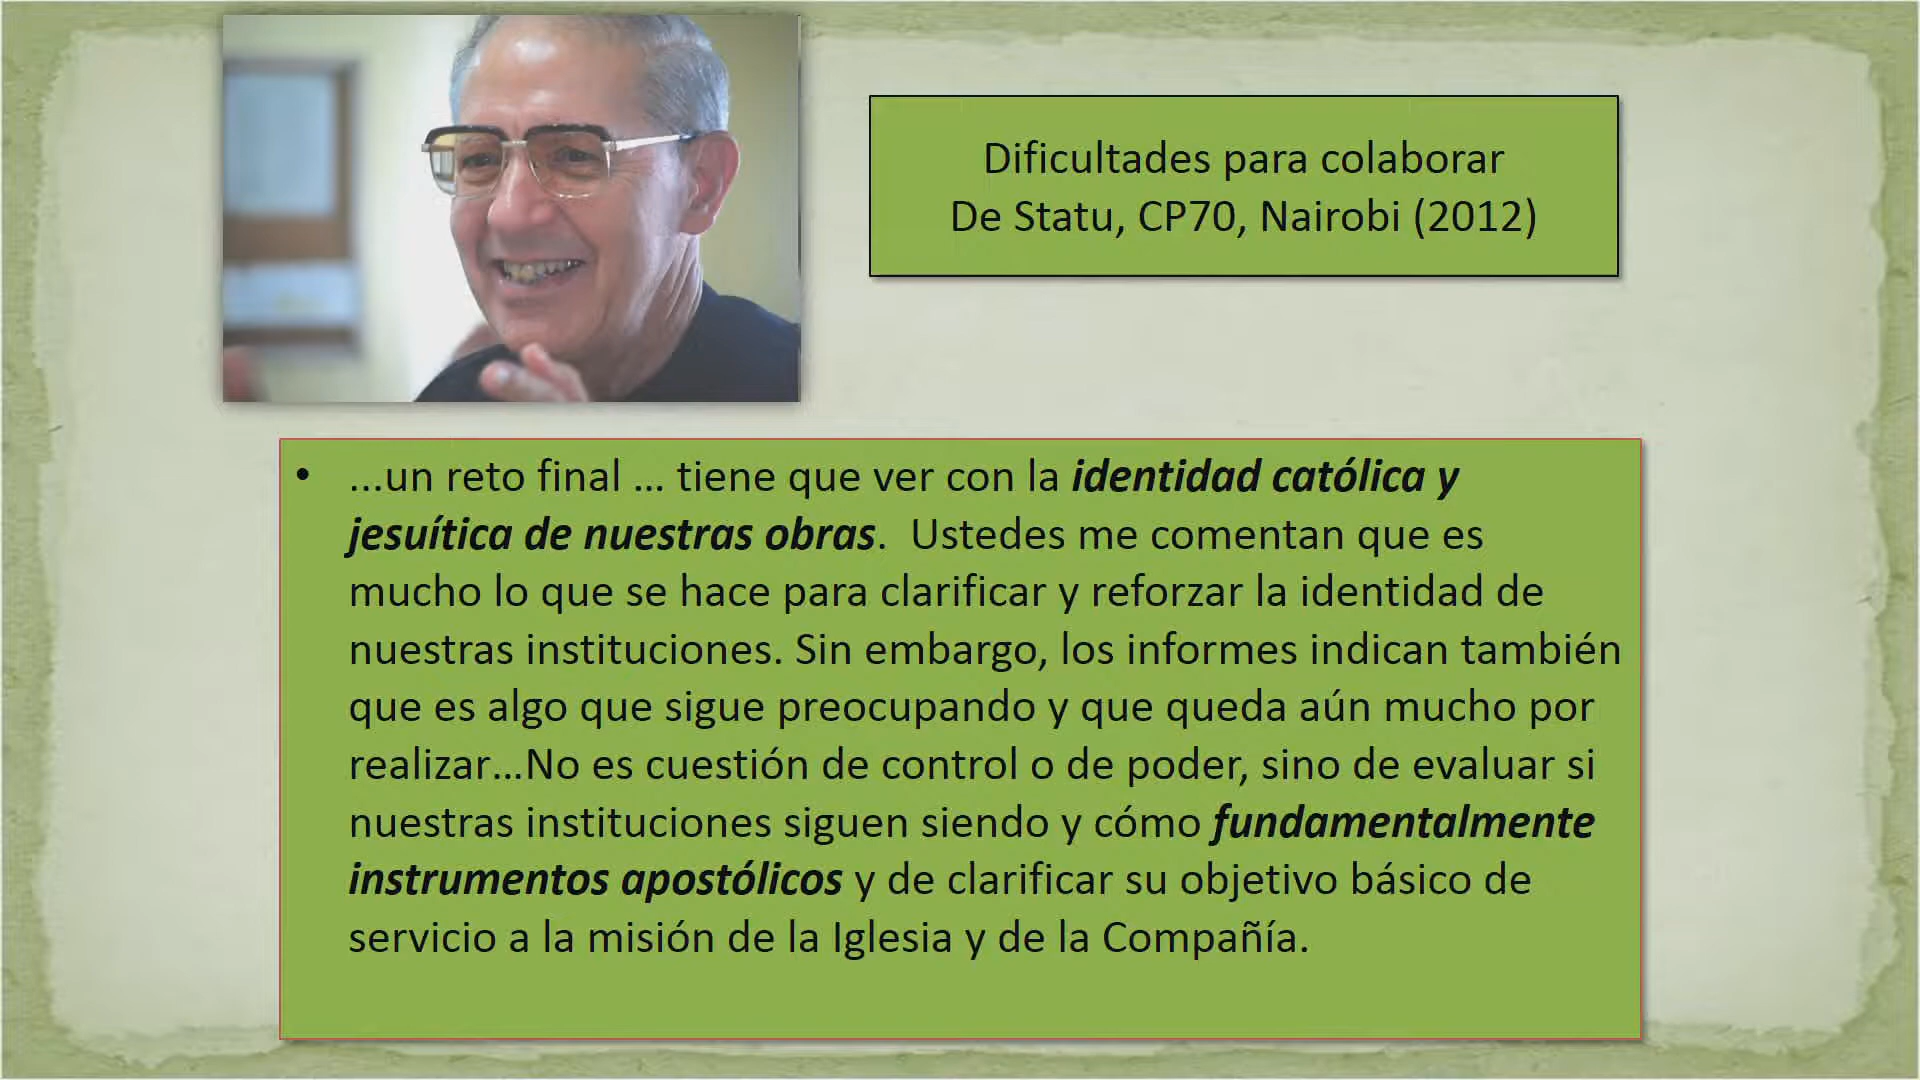 Dificultades para colaborar
De Statu, CP70, Nairobi (2012)
• ...un reto final ... tiene que ver con la identidad católica y
jesuítica de nuestras obras.  Ustedes me comentan que es
mucho lo que se hace para clarificar y reforzar la identidad de
nuestras instituciones. Sin embargo, los informes indican también
que es algo que sigue preocupando y que queda aún mucho por
realizar...No es cuestión de control o de poder, sino de evaluar si
nuestras instituciones siguen siendo y cómo fundamentalmente
instrumentos apostólicos y de clarificar su objetivo básico de
servicio a la misión de la Iglesia y de la Compañía.